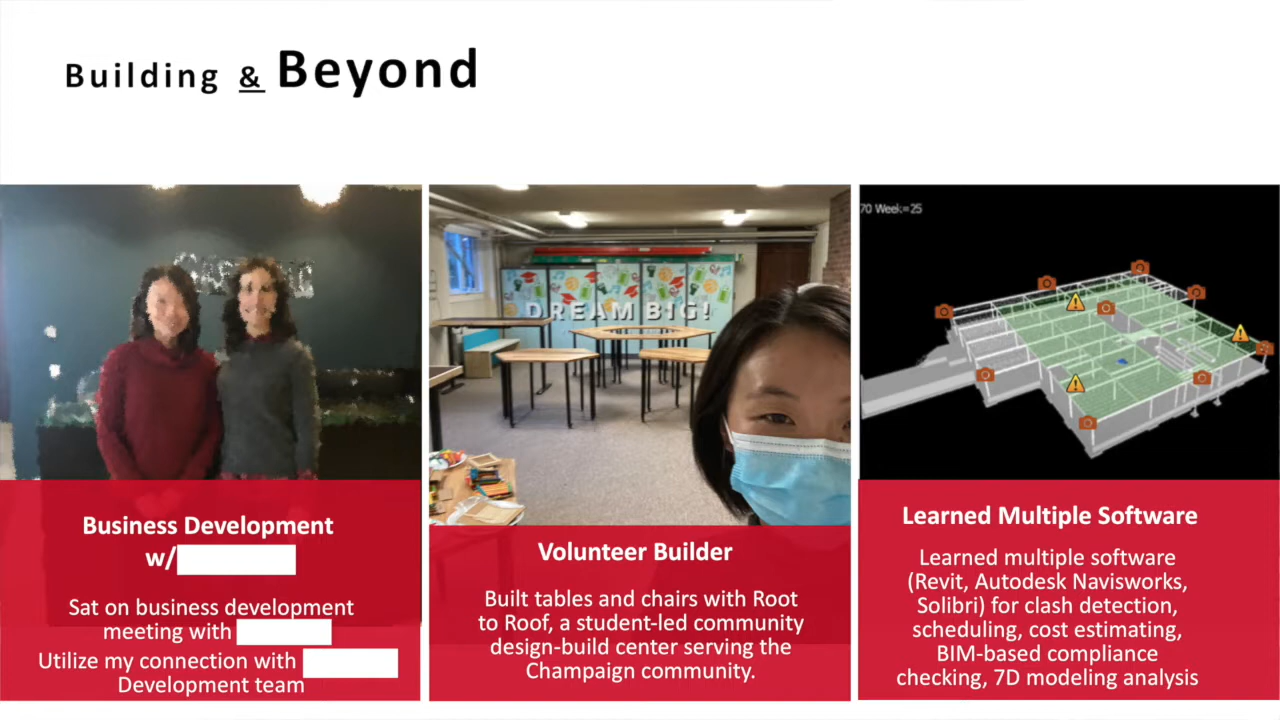 Building & Beyond
70 Week=25
DREAM BIG!
Business Development
w/
Sat on business development
meeting with
Utilize my connection with
Development team
Volunteer Builder
Built tables and chairs with Root
to Roof, a student-led community
design-build center serving the
Champaign community.
Learned Multiple Software
Learned multiple software
(Revit, Autodesk Navisworks,
Solibri) for clash detection,
scheduling, cost estimating,
BIM-based compliance
checking, 7D modeling analysis